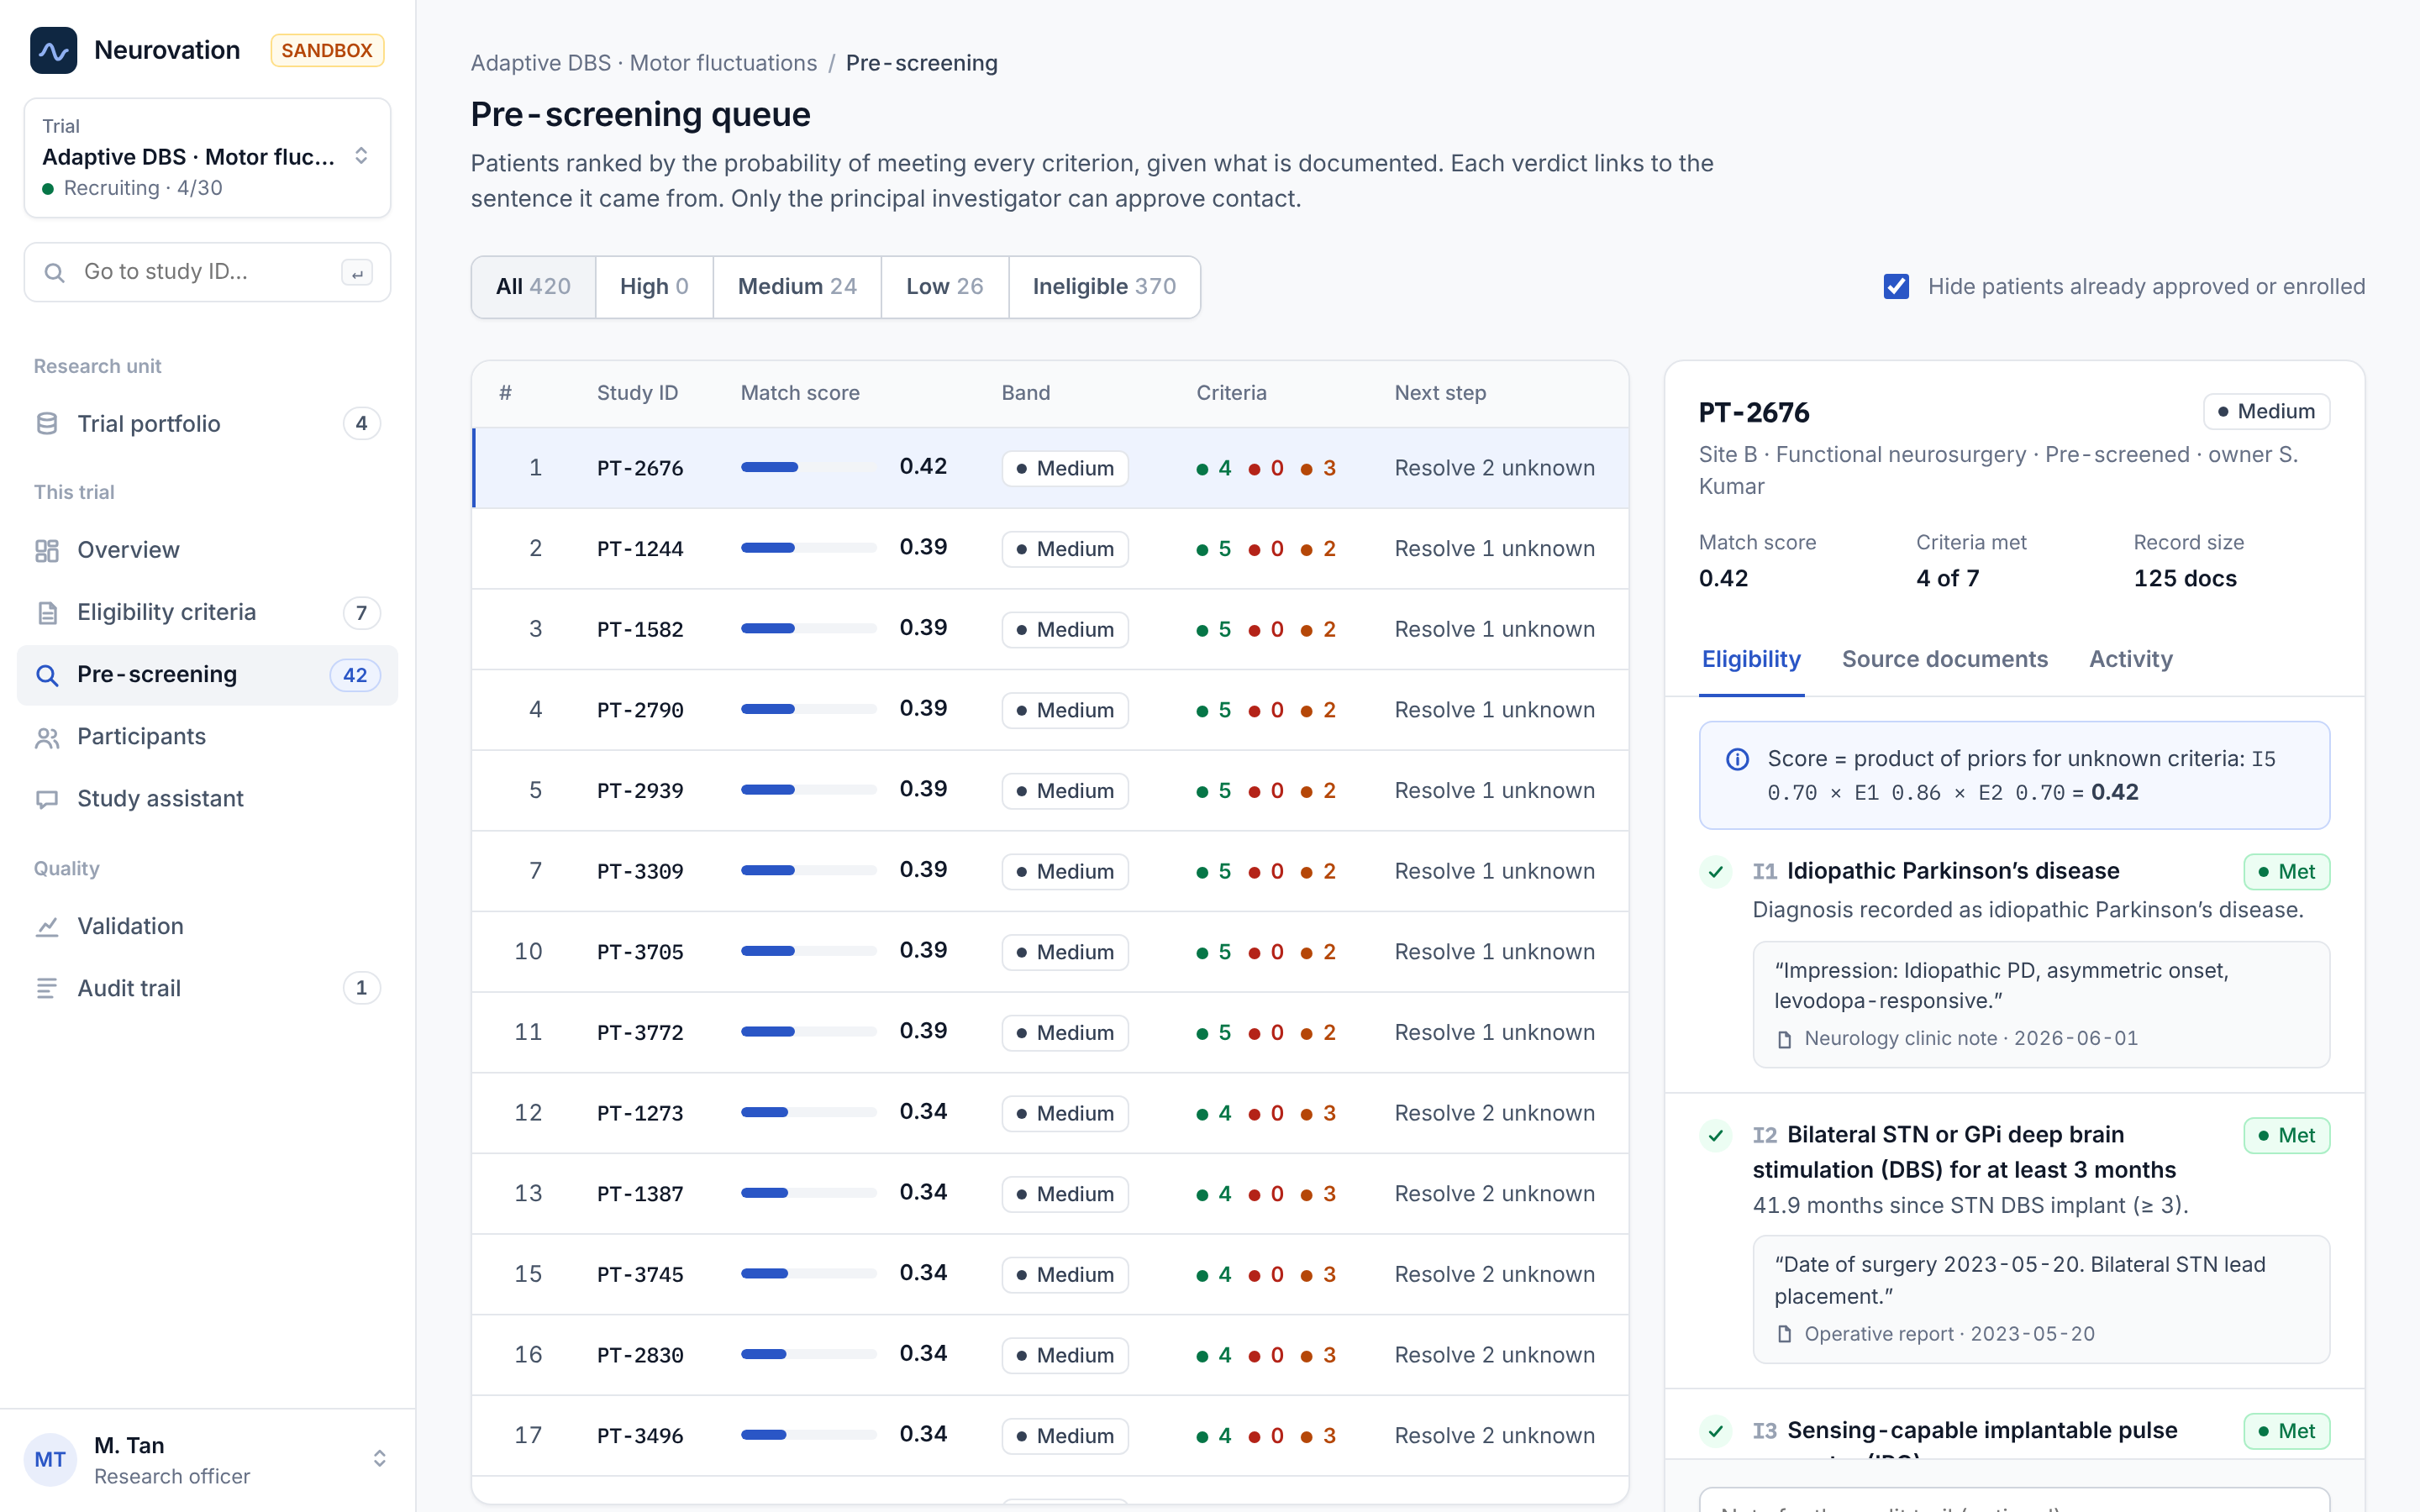 Neurovation SANDBOX
Trial
Adaptive DBS · Motor fluc...
Recruiting · 4/30
Go to study ID...
Research unit
Trial portfolio 4
This trial
Overview
Eligibility criteria 7
Pre-screening 42
Participants
Study assistant
Quality
Validation
Audit trail 1
MT M. Tan
Research officer
Adaptive DBS · Motor fluctuations / Pre-screening
Pre-screening queue
Patients ranked by the probability of meeting every criterion, given what is documented. Each verdict links to the
sentence it came from. Only the principal investigator can approve contact.
All 420 High 0 Medium 24 Low 26 Ineligible 370
Hide patients already approved or enrolled
# Study ID Match score Band Criteria Next step
1 PT-2676 0.42 Medium 4 0 3 Resolve 2 unknown
2 PT-1244 0.39 Medium 5 0 2 Resolve 1 unknown
3 PT-1582 0.39 Medium 5 0 2 Resolve 1 unknown
4 PT-2790 0.39 Medium 5 0 2 Resolve 1 unknown
5 PT-2939 0.39 Medium 5 0 2 Resolve 1 unknown
7 PT-3309 0.39 Medium 5 0 2 Resolve 1 unknown
10 PT-3705 0.39 Medium 5 0 2 Resolve 1 unknown
11 PT-3772 0.39 Medium 5 0 2 Resolve 1 unknown
12 PT-1273 0.34 Medium 4 0 3 Resolve 2 unknown
13 PT-1387 0.34 Medium 4 0 3 Resolve 2 unknown
15 PT-3745 0.34 Medium 4 0 3 Resolve 2 unknown
16 PT-2830 0.34 Medium 4 0 3 Resolve 2 unknown
17 PT-3496 0.34 Medium 4 0 3 Resolve 2 unknown
PT-2676 Medium
Site B · Functional neurosurgery · Pre-screened · owner S.
Kumar
Match score Criteria met Record size
0.42 4 of 7 125 docs
Eligibility Source documents Activity
Score = product of priors for unknown criteria: I5
0.70 × E1 0.86 × E2 0.70 = 0.42
I1 Idiopathic Parkinson’s disease Met
Diagnosis recorded as idiopathic Parkinson’s disease.
“Impression: Idiopathic PD, asymmetric onset,
levodopa-responsive.”
Neurology clinic note · 2026-06-01
I2 Bilateral STN or GPi deep brain Met
stimulation (DBS) for at least 3 months
41.9 months since STN DBS implant (≥ 3).
“Date of surgery 2023-05-20. Bilateral STN lead
placement.”
Operative report · 2023-05-20
I3 Sensing-capable implantable pulse Met